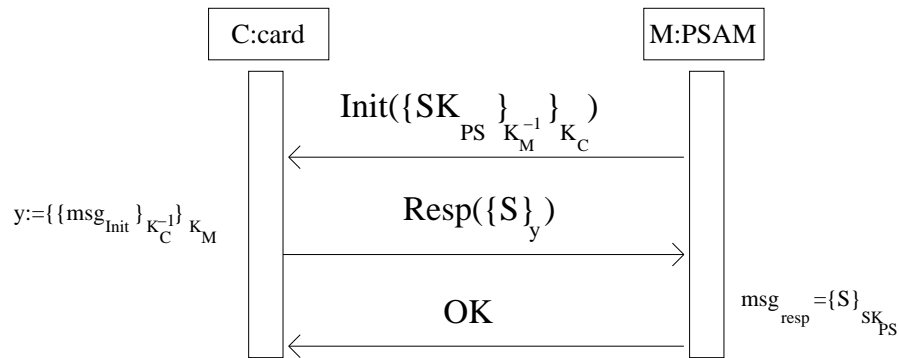 C:card
M:PSAM
Init({SK_PS }_{K_M^{-1}} }_{K_C})
y:={{msg_Init }_{K_C^{-1}}}_{K_M}
Resp({S}_y)
OK
msg_resp={S}_{SK_PS}